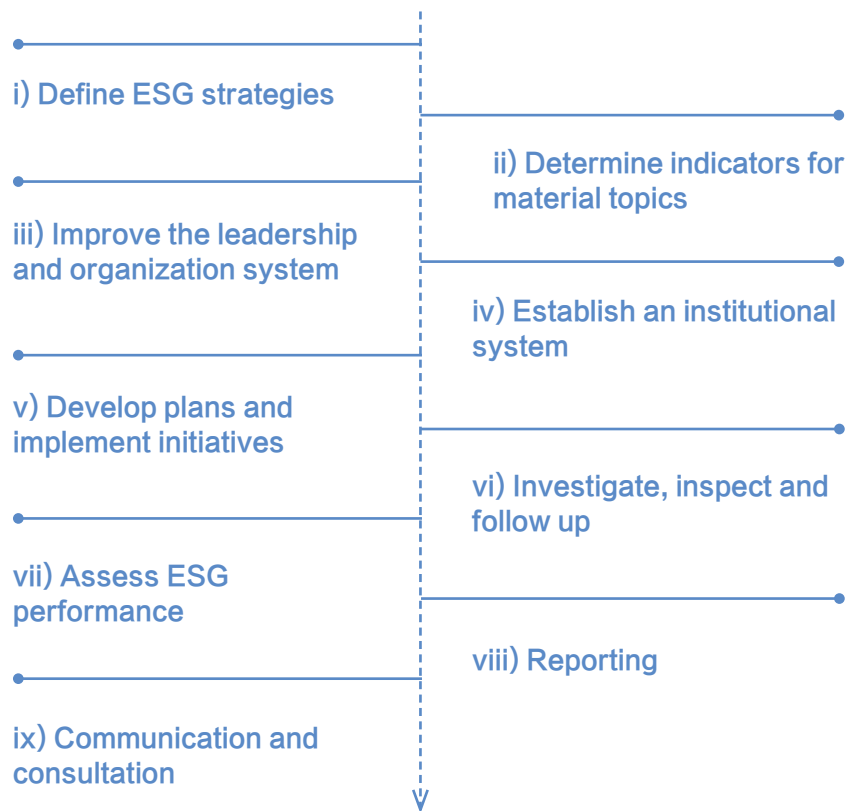 i) Define ESG strategies
ii) Determine indicators for
material topics
iii) Improve the leadership
and organization system
iv) Establish an institutional
system
v) Develop plans and
implement initiatives
vi) Investigate, inspect and
follow up
vii) Assess ESG
performance
viii) Reporting
ix) Communication and
consultation